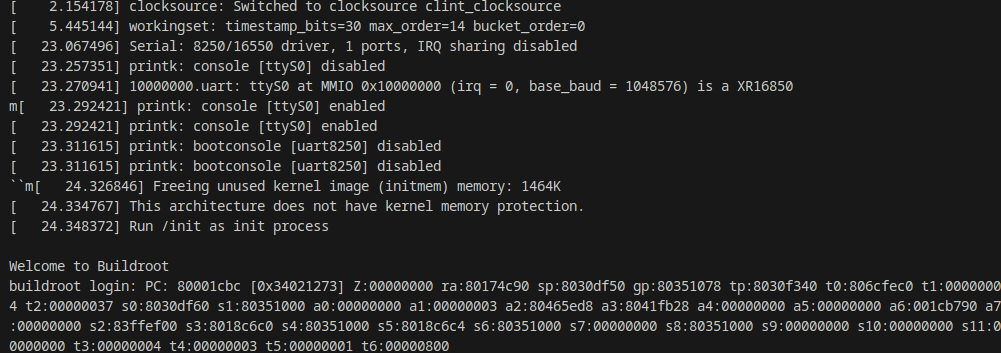 [    2.154178] clocksource: Switched to clocksource clint_clocksource
[    5.445144] workingset: timestamp_bits=30 max_order=14 bucket_order=0
[   23.067496] Serial: 8250/16550 driver, 1 ports, IRQ sharing disabled
[   23.257351] printk: console [ttyS0] disabled
[   23.270941] 10000000.uart: ttyS0 at MMIO 0x10000000 (irq = 0, base_baud = 1048576) is a XR16850
m[   23.292421] printk: console [ttyS0] enabled
[   23.292421] printk: console [ttyS0] enabled
[   23.311615] printk: bootconsole [uart8250] disabled
[   23.311615] printk: bootconsole [uart8250] disabled
``m[   24.326846] Freeing unused kernel image (initmem) memory: 1464K
[   24.334767] This architecture does not have kernel memory protection.
[   24.348372] Run /init as init process
Welcome to Buildroot
buildroot login: PC: 80001cbc [0x34021273] Z:00000000 ra:80174c90 sp:8030df50 gp:80351078 tp:8030f340 t0:806cfec0 t1:0000000
4 t2:00000037 s0:8030df60 s1:80351000 a0:00000000 a1:00000003 a2:80465ed8 a3:8041fb28 a4:00000000 a5:00000000 a6:001cb790 a7
:00000000 s2:83ffef00 s3:8018c6c0 s4:80351000 s5:8018c6c4 s6:80351000 s7:00000000 s8:80351000 s9:00000000 s10:00000000 s11:0
0000000 t3:00000004 t4:00000003 t5:00000001 t6:00000800